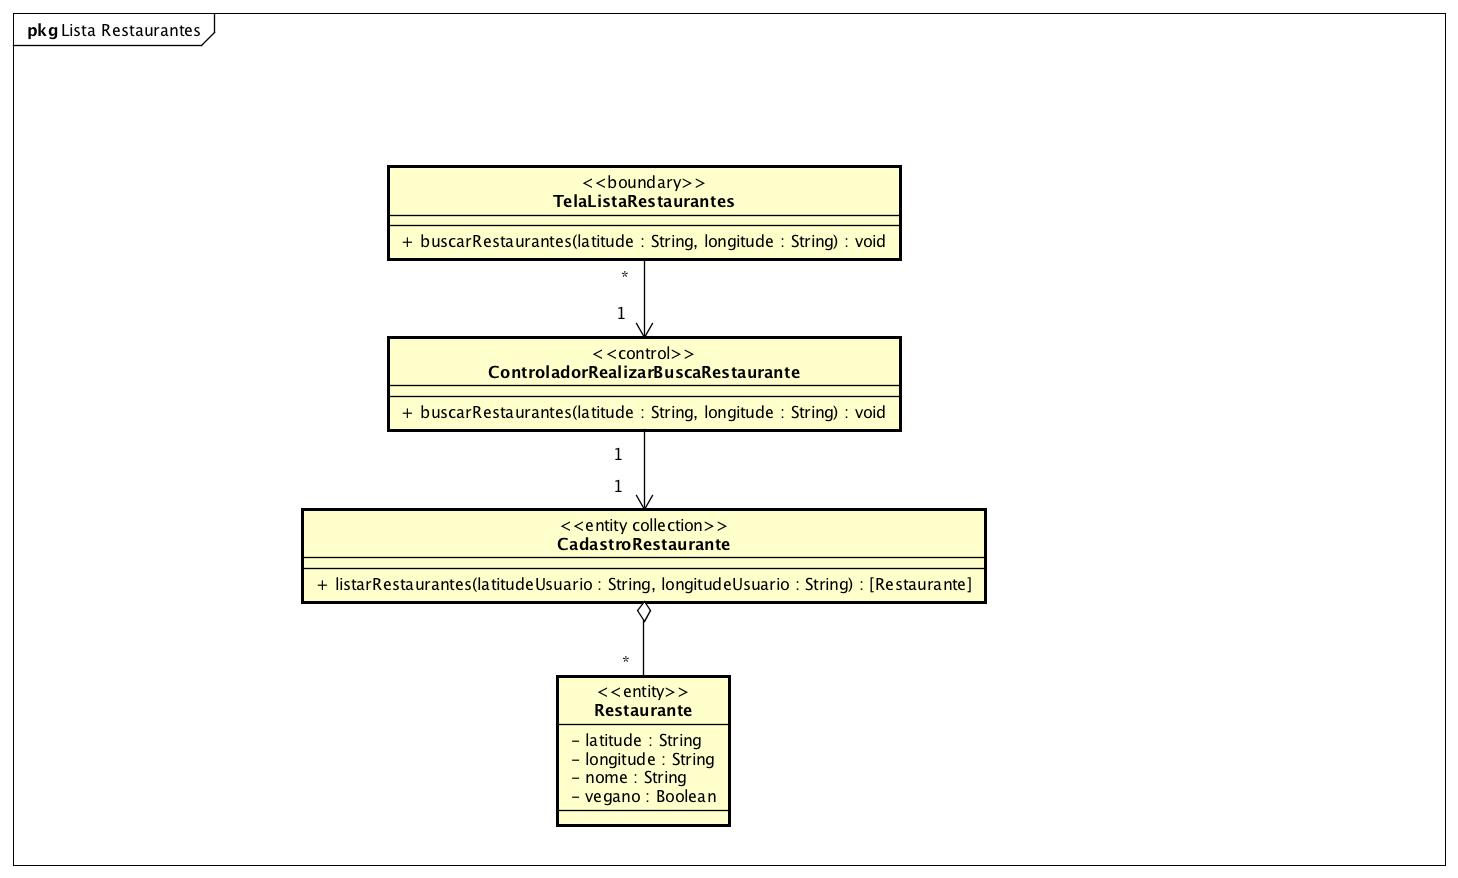 pkg Lista Restaurantes
<<boundary>>
TelaListaRestaurantes
+ buscarRestaurantes(latitude : String, longitude : String) : void
*
1
<<control>>
ControladorRealizarBuscaRestaurante
+ buscarRestaurantes(latitude : String, longitude : String) : void
1
1
<<entity collection>>
CadastroRestaurante
+ listarRestaurantes(latitudeUsuario : String, longitudeUsuario : String) : [Restaurante]
*
<<entity>>
Restaurante
- latitude : String
- longitude : String
- nome : String
- vegano : Boolean